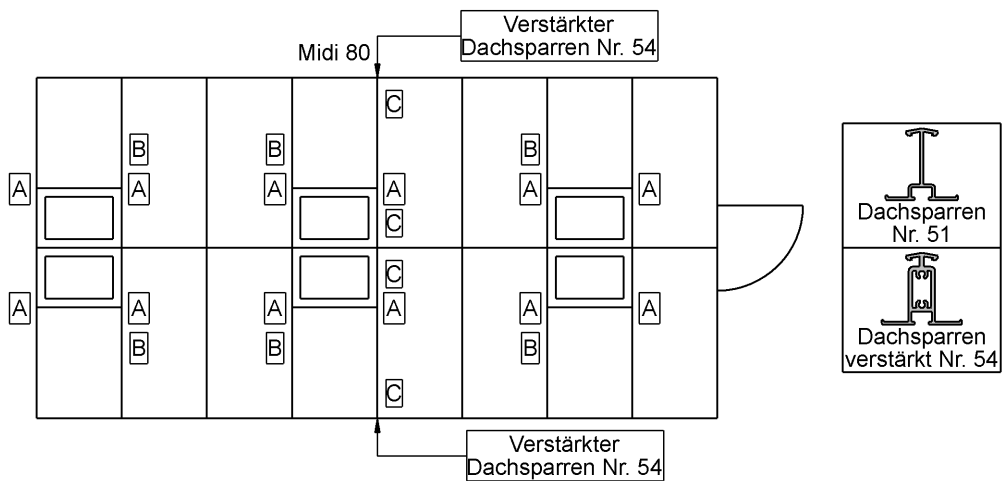 Verstärkter
Dachsparren Nr. 54
Midi 80
C
B B B
A A A A A A
C
Dachsparren
Nr. 51
C
A A A A A A
B B B
C
Dachsparren
verstärkt Nr. 54
Verstärkter
Dachsparren Nr. 54